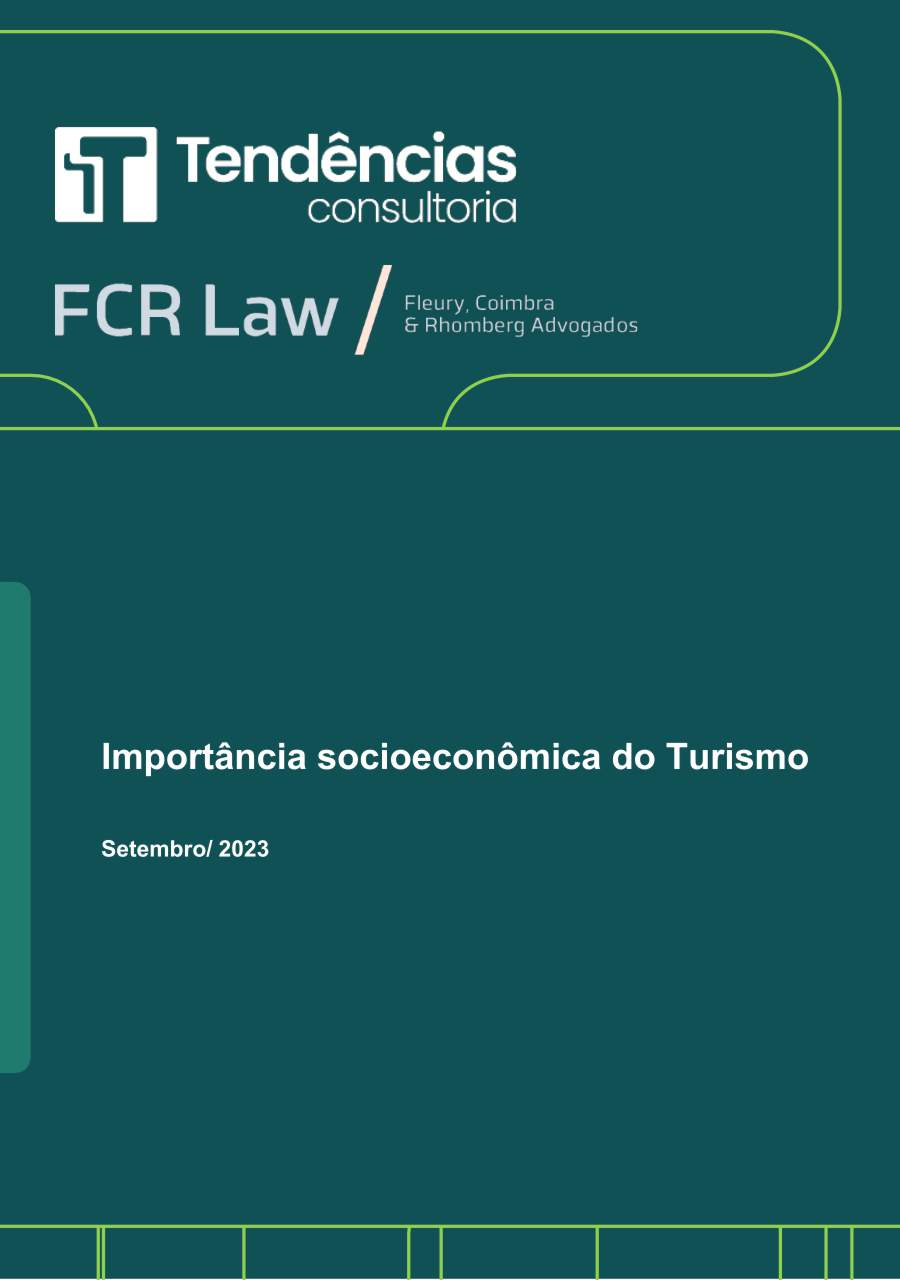 Tendências
consultoria
FCR Law
Fleury, Coimbra
& Rhomberg Advogados
Importância socioeconômica do Turismo
Setembro/ 2023